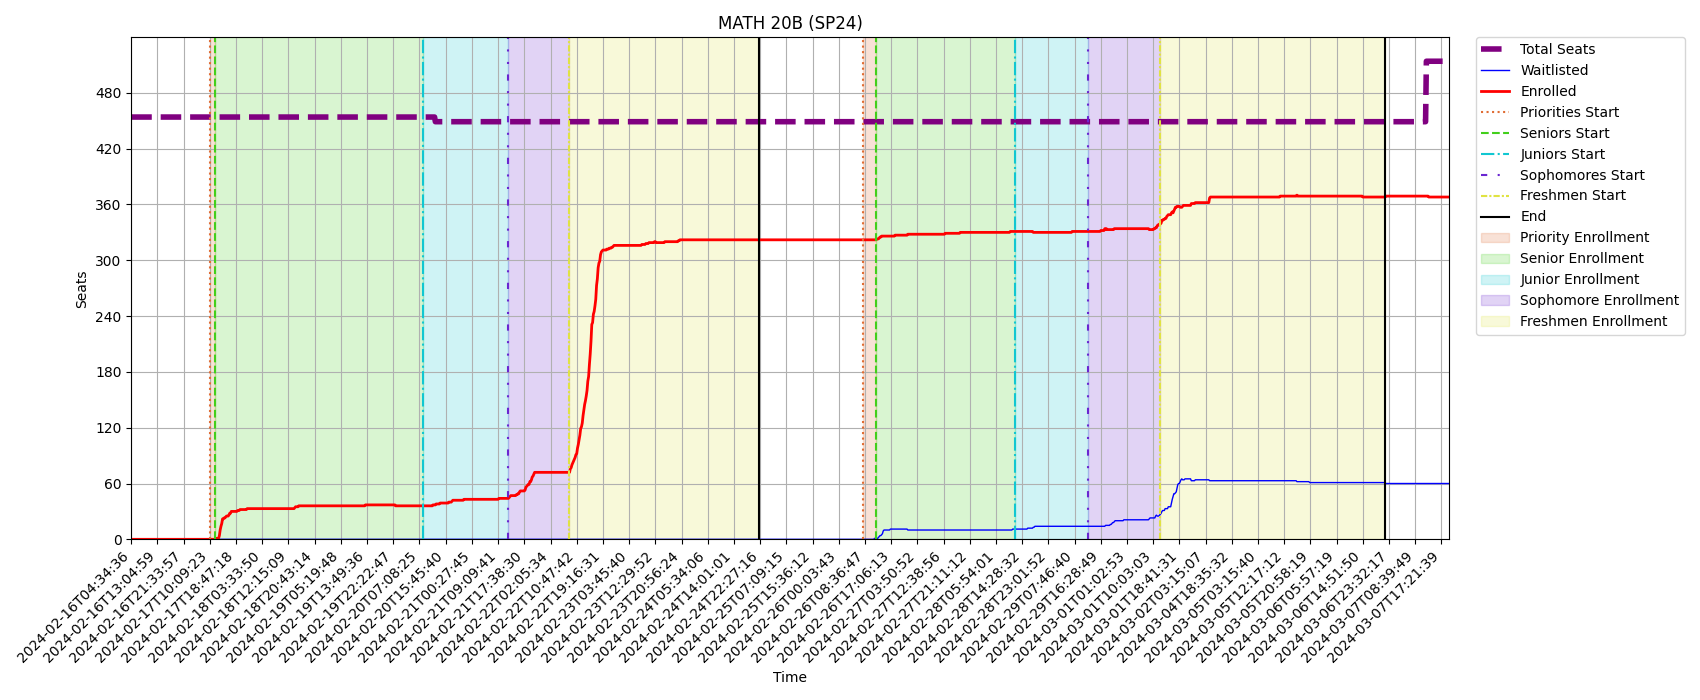 MATH 20B (SP24)
Seats
480
420
360
300
240
180
120
60
0
2024-02-16T04:34:36
2024-02-16T13:04:59
2024-02-16T21:33:57
2024-02-17T10:09:23
2024-02-17T18:47:18
2024-02-18T03:33:50
2024-02-18T12:15:09
2024-02-18T20:43:14
2024-02-19T05:19:48
2024-02-19T13:49:36
2024-02-19T22:22:47
2024-02-20T07:08:25
2024-02-20T15:45:40
2024-02-21T00:27:45
2024-02-21T09:09:41
2024-02-21T17:38:30
2024-02-22T02:05:34
2024-02-22T10:47:42
2024-02-22T19:16:31
2024-02-23T03:45:40
2024-02-23T12:29:52
2024-02-23T20:56:24
2024-02-24T05:34:06
2024-02-24T14:01:01
2024-02-24T22:27:16
2024-02-25T07:09:15
2024-02-25T15:36:12
2024-02-26T00:03:43
2024-02-26T08:36:47
2024-02-26T17:06:13
2024-02-27T03:50:52
2024-02-27T12:38:56
2024-02-27T21:11:12
2024-02-28T05:54:01
2024-02-28T14:28:32
2024-02-28T23:01:52
2024-02-29T07:46:40
2024-02-29T16:28:49
2024-03-01T01:02:53
2024-03-01T10:03:03
2024-03-01T18:41:31
2024-03-02T03:15:07
2024-03-04T18:35:32
2024-03-05T03:15:40
2024-03-05T12:17:12
2024-03-05T20:58:19
2024-03-06T05:57:19
2024-03-06T14:51:50
2024-03-06T23:32:17
2024-03-07T08:39:49
2024-03-07T17:21:39
Time
Total Seats
Waitlisted
Enrolled
Priorities Start
Seniors Start
Juniors Start
Sophomores Start
Freshmen Start
End
Priority Enrollment
Senior Enrollment
Junior Enrollment
Sophomore Enrollment
Freshmen Enrollment